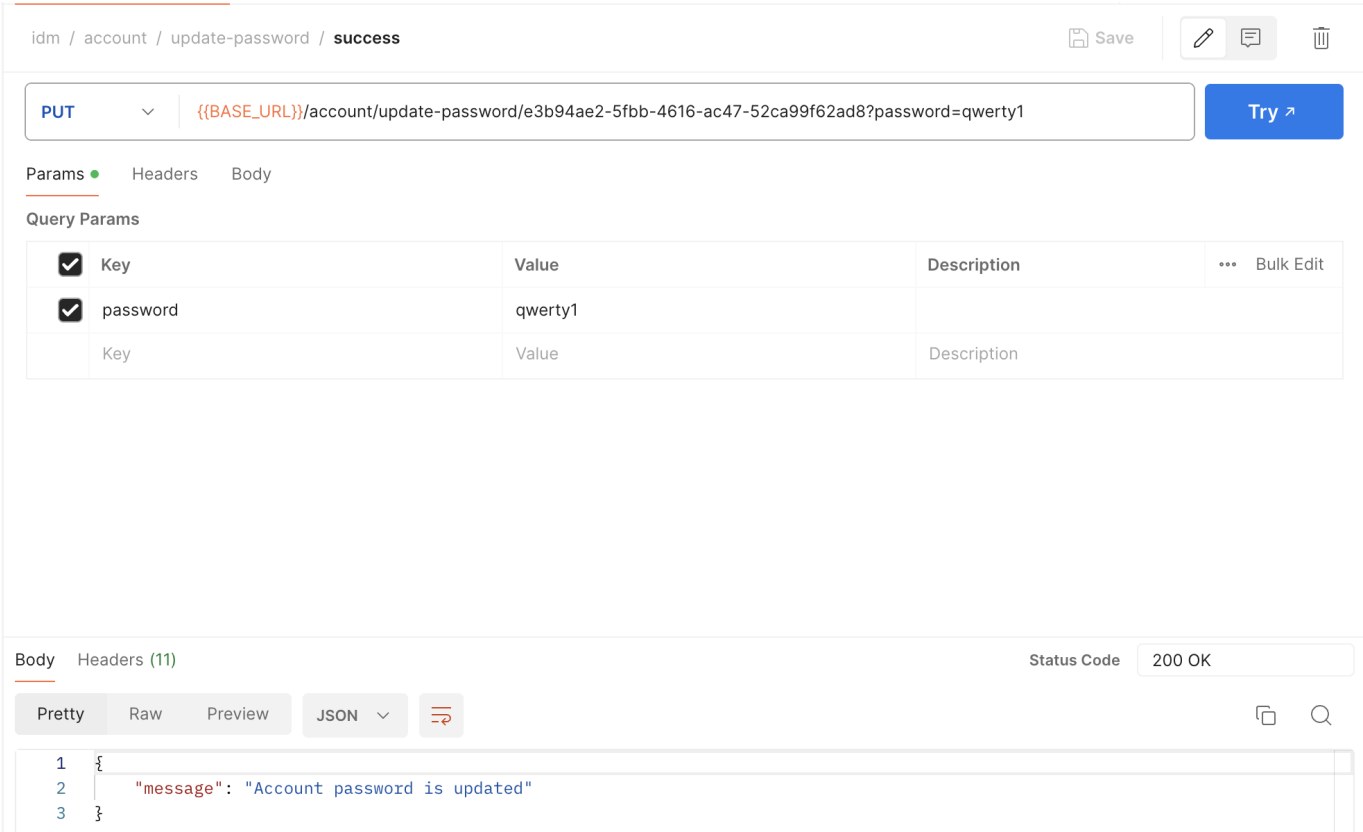 idm / account / update-password / success
Save
PUT
{{BASE_URL}}/account/update-password/e3b94ae2-5fbb-4616-ac47-52ca99f62ad8?password=qwerty1
Try
Params Headers Body
Query Params
Key Value Description Bulk Edit
password qwerty1
Key Value Description
Body Headers (11) Status Code 200 OK
Pretty Raw Preview JSON
1 {
2 "message": "Account password is updated"
3 }